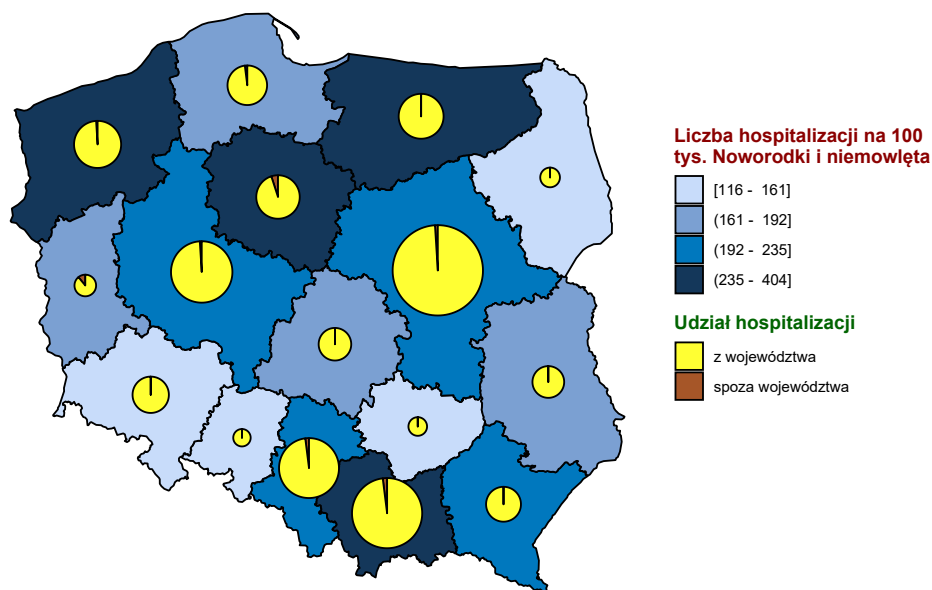 Liczba hospitalizacji na 100
tys. Noworodki i niemowlęta
[116 - 161]
(161 - 192]
(192 - 235]
(235 - 404]
Udział hospitalizacji
z województwa
spoza województwa